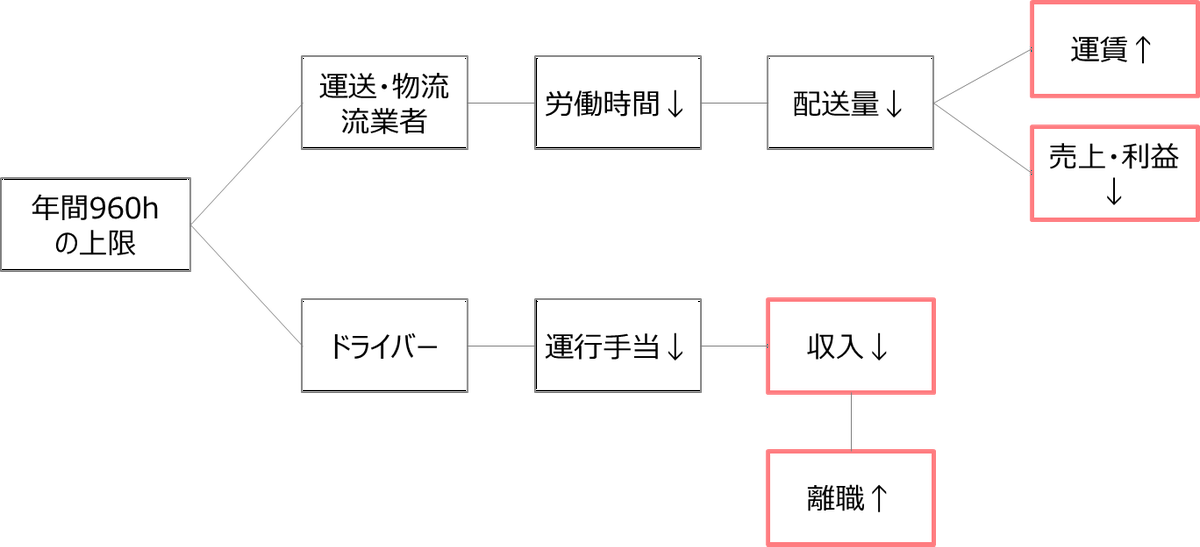 年間960h
の上限
運送・物流
流業者
労働時間↓
配送量↓
運賃↑
売上・利益
↓
ドライバー
運行手当↓
収入↓
離職↑